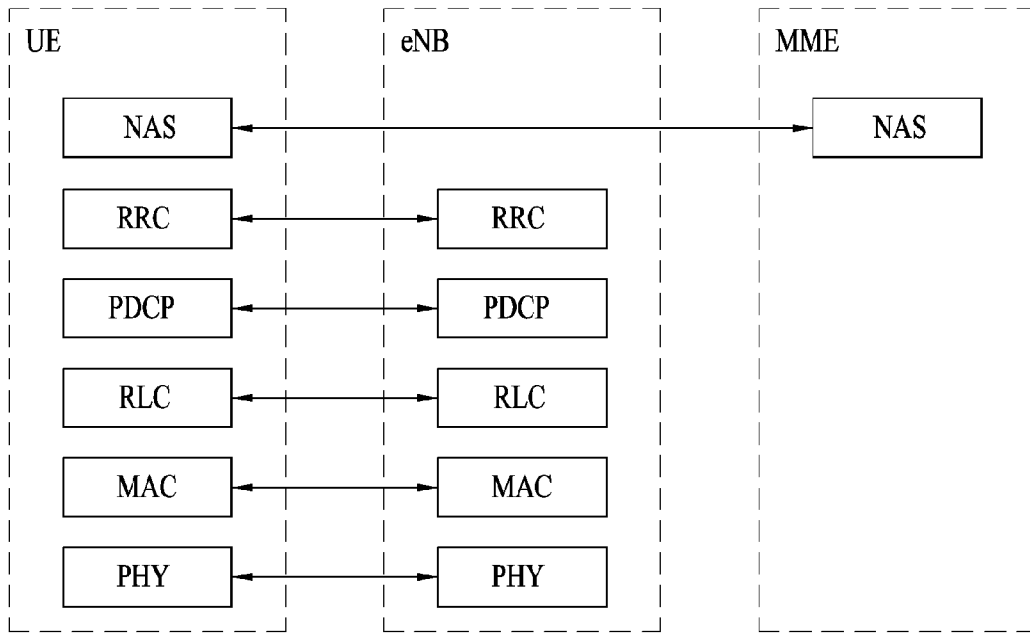 UE eNB MME
NAS NAS
RRC RRC
PDCP PDCP
RLC RLC
MAC MAC
PHY PHY